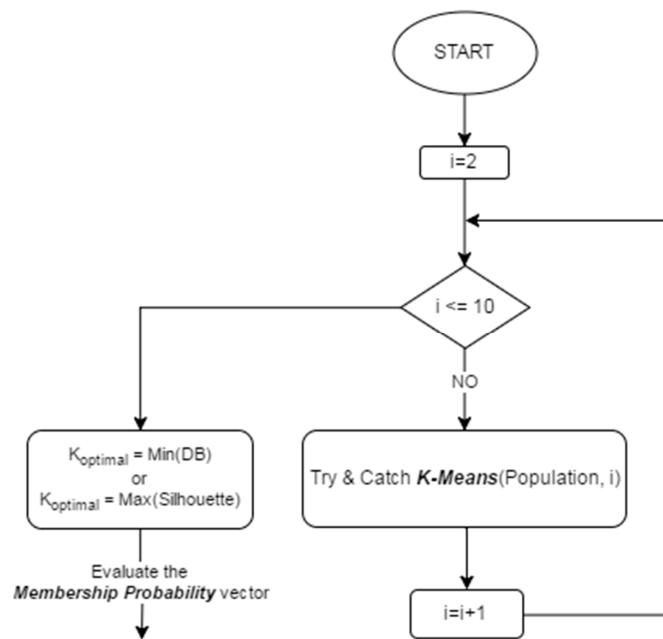 START
i=2
i <= 10
NO
K_optimal = Min(DB)
or
K_optimal = Max(Silhouette)
Try & Catch K-Means(Population, i)
Evaluate the
Membership Probability vector
i=i+1